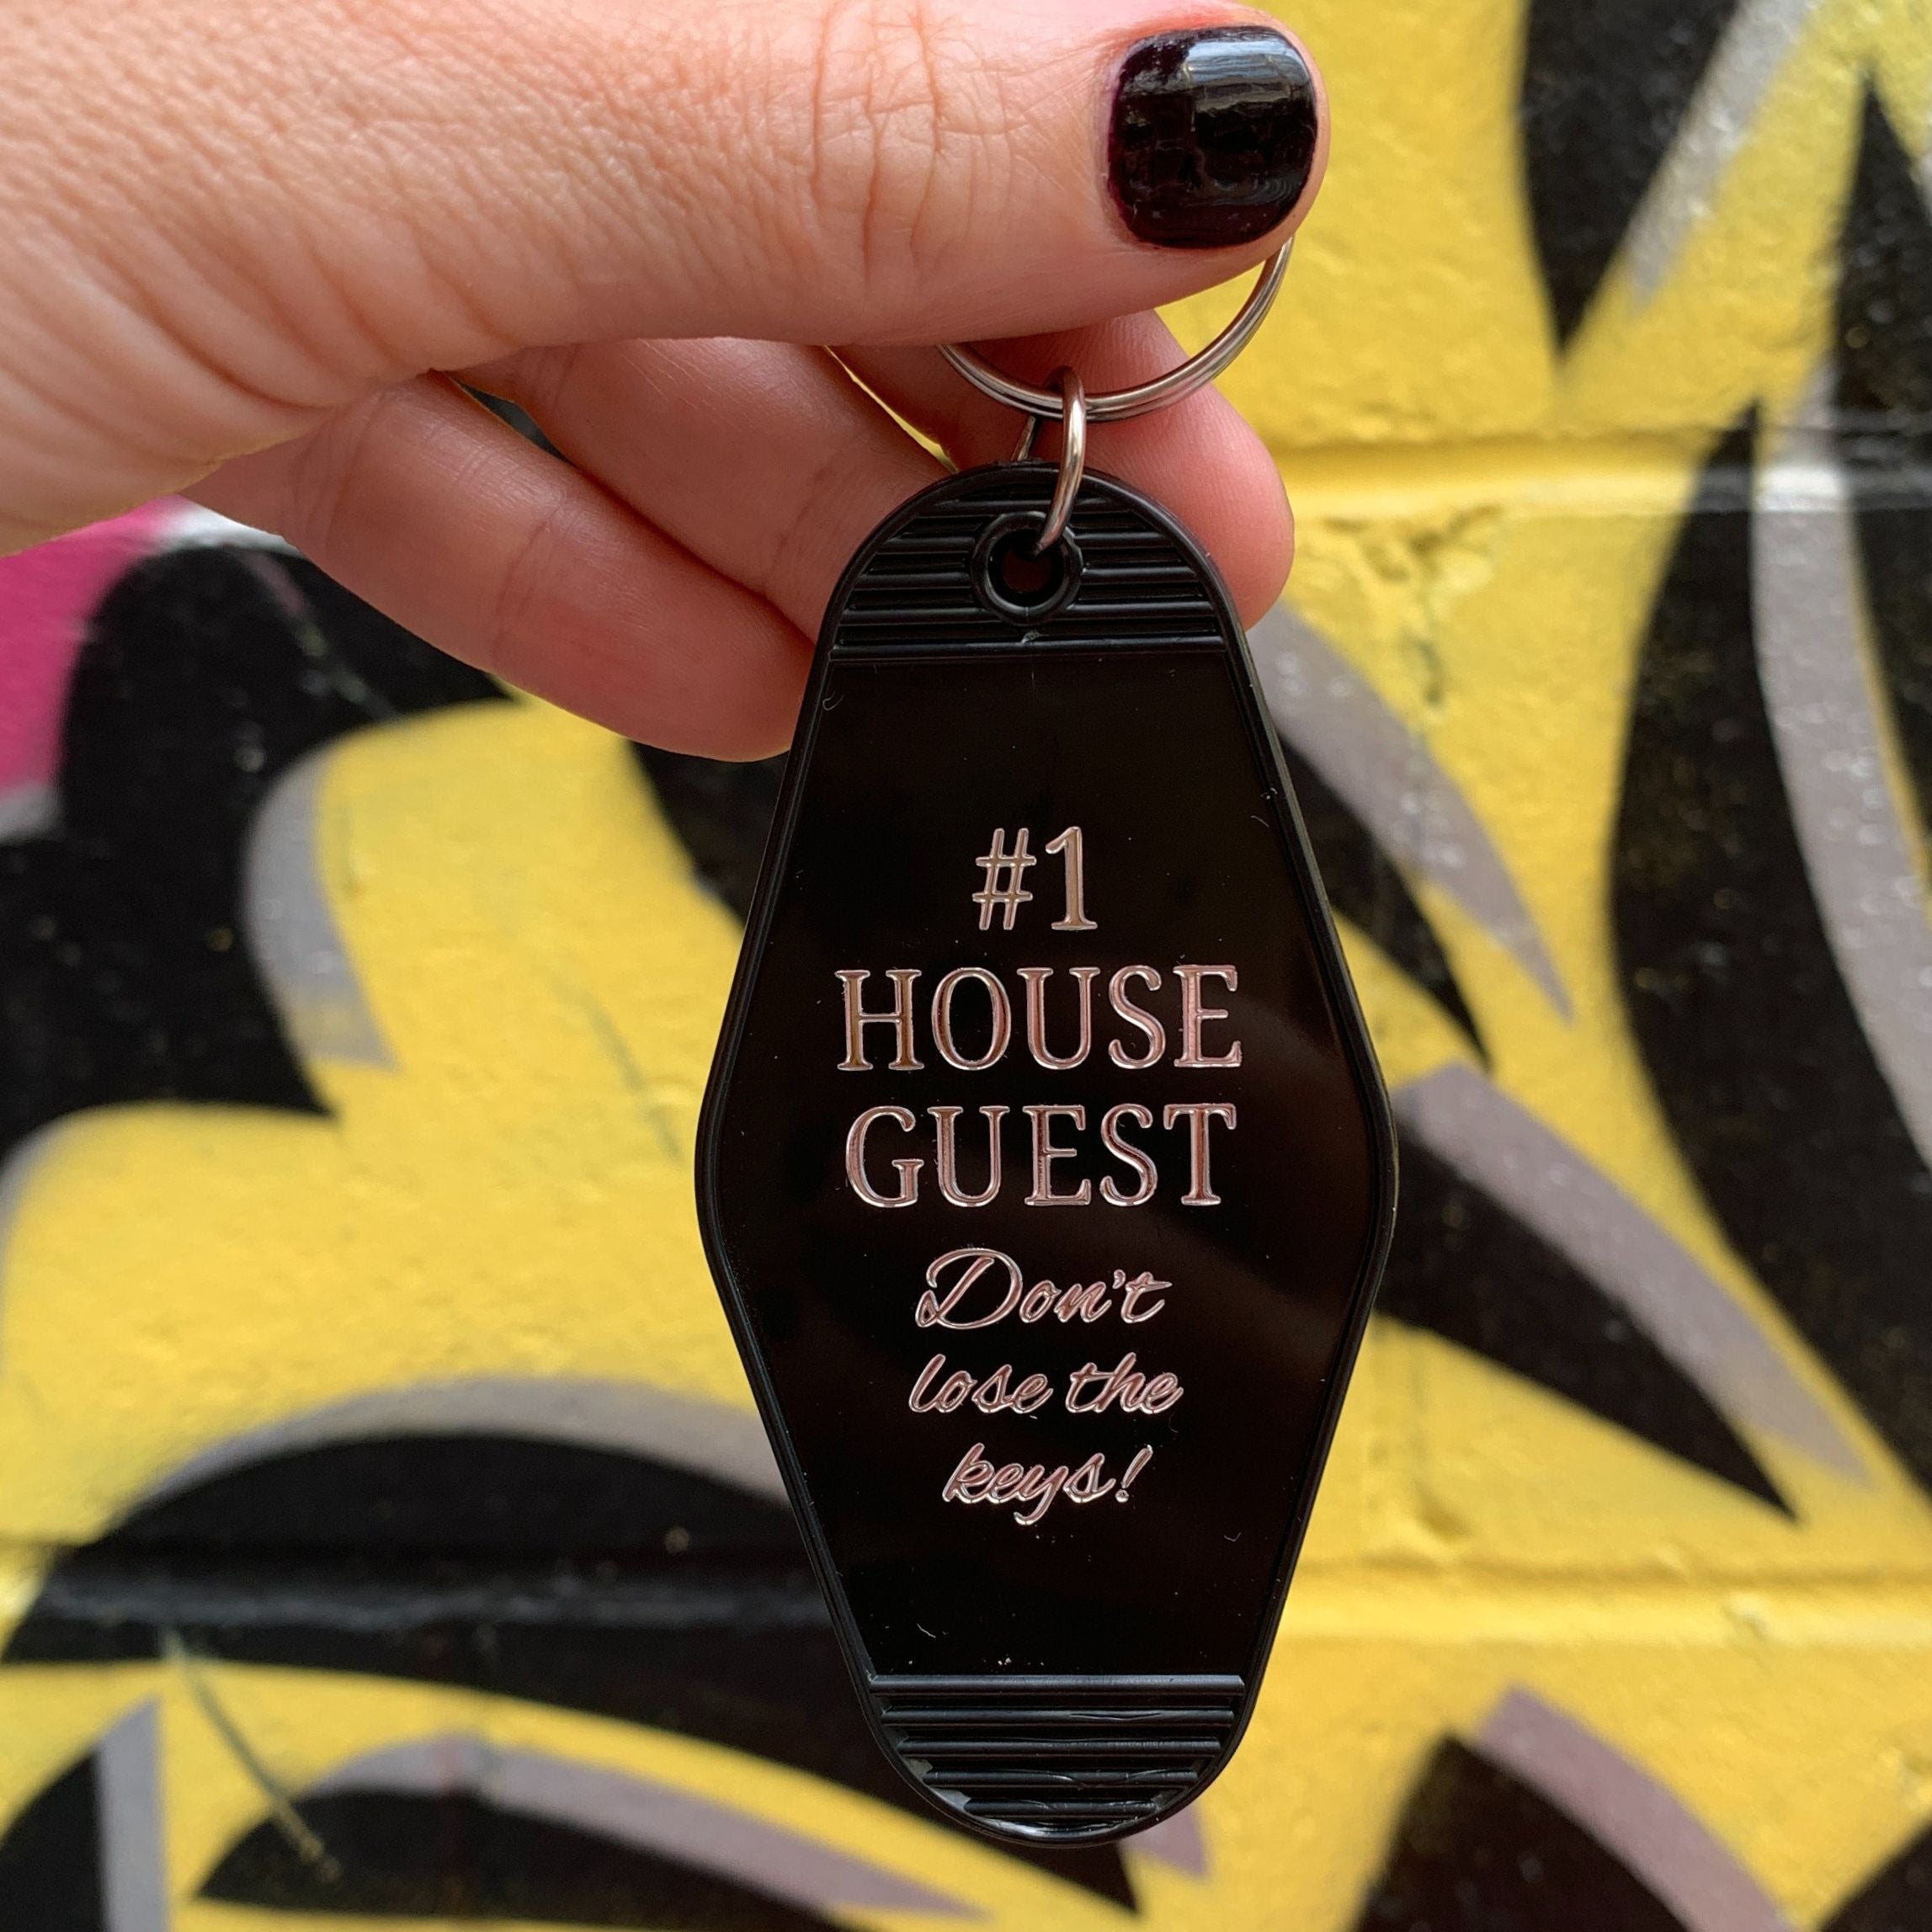 #1
HOUSE
GUEST
Don't
lose the
keys!